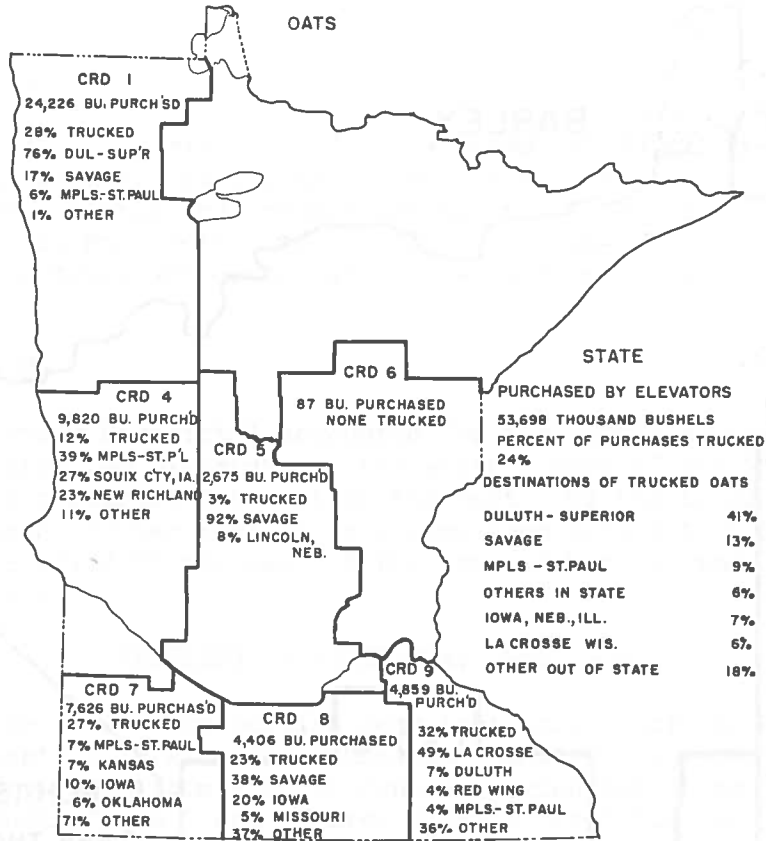 OATS
CRD 1
24,226 BU. PURCH'SD
28% TRUCKED
76% DUL-SUP'R
17% SAVAGE
6% MPLS-ST.PAUL
1% OTHER
CRD 4
9,820 BU. PURCH'D
12% TRUCKED
39% MPLS-ST.P'L
27% SOUIX C'TY, IA.
23% NEW RICHLAND
11% OTHER
CRD 5
2,675 BU. PURCH'D
3% TRUCKED
92% SAVAGE
8% LINCOLN,
NEB.
CRD 6
87 BU. PURCHASED
NONE TRUCKED
STATE
PURCHASED BY ELEVATORS
53,698 THOUSAND BUSHELS
PERCENT OF PURCHASES TRUCKED
24%
DESTINATIONS OF TRUCKED OATS
DULUTH-SUPERIOR 41%
SAVAGE 13%
MPLS - ST.PAUL 9%
OTHERS IN STATE 6%
IOWA, NEB., ILL. 7%
LA CROSSE WIS. 6%
OTHER OUT OF STATE 18%
CRD 7
7,626 BU. PURCHAS'D
27% TRUCKED
7% MPLS-ST.PAUL
7% KANSAS
10% IOWA
6% OKLAHOMA
71% OTHER
CRD 8
4,406 BU. PURCHASED
23% TRUCKED
38% SAVAGE
20% IOWA
5% MISSOURI
37% OTHER
CRD 9
4,859 BU.
PURCH'D
32% TRUCKED
49% LA CROSSE
7% DULUTH
4% RED WING
4% MPLS.- ST.PAUL
36% OTHER